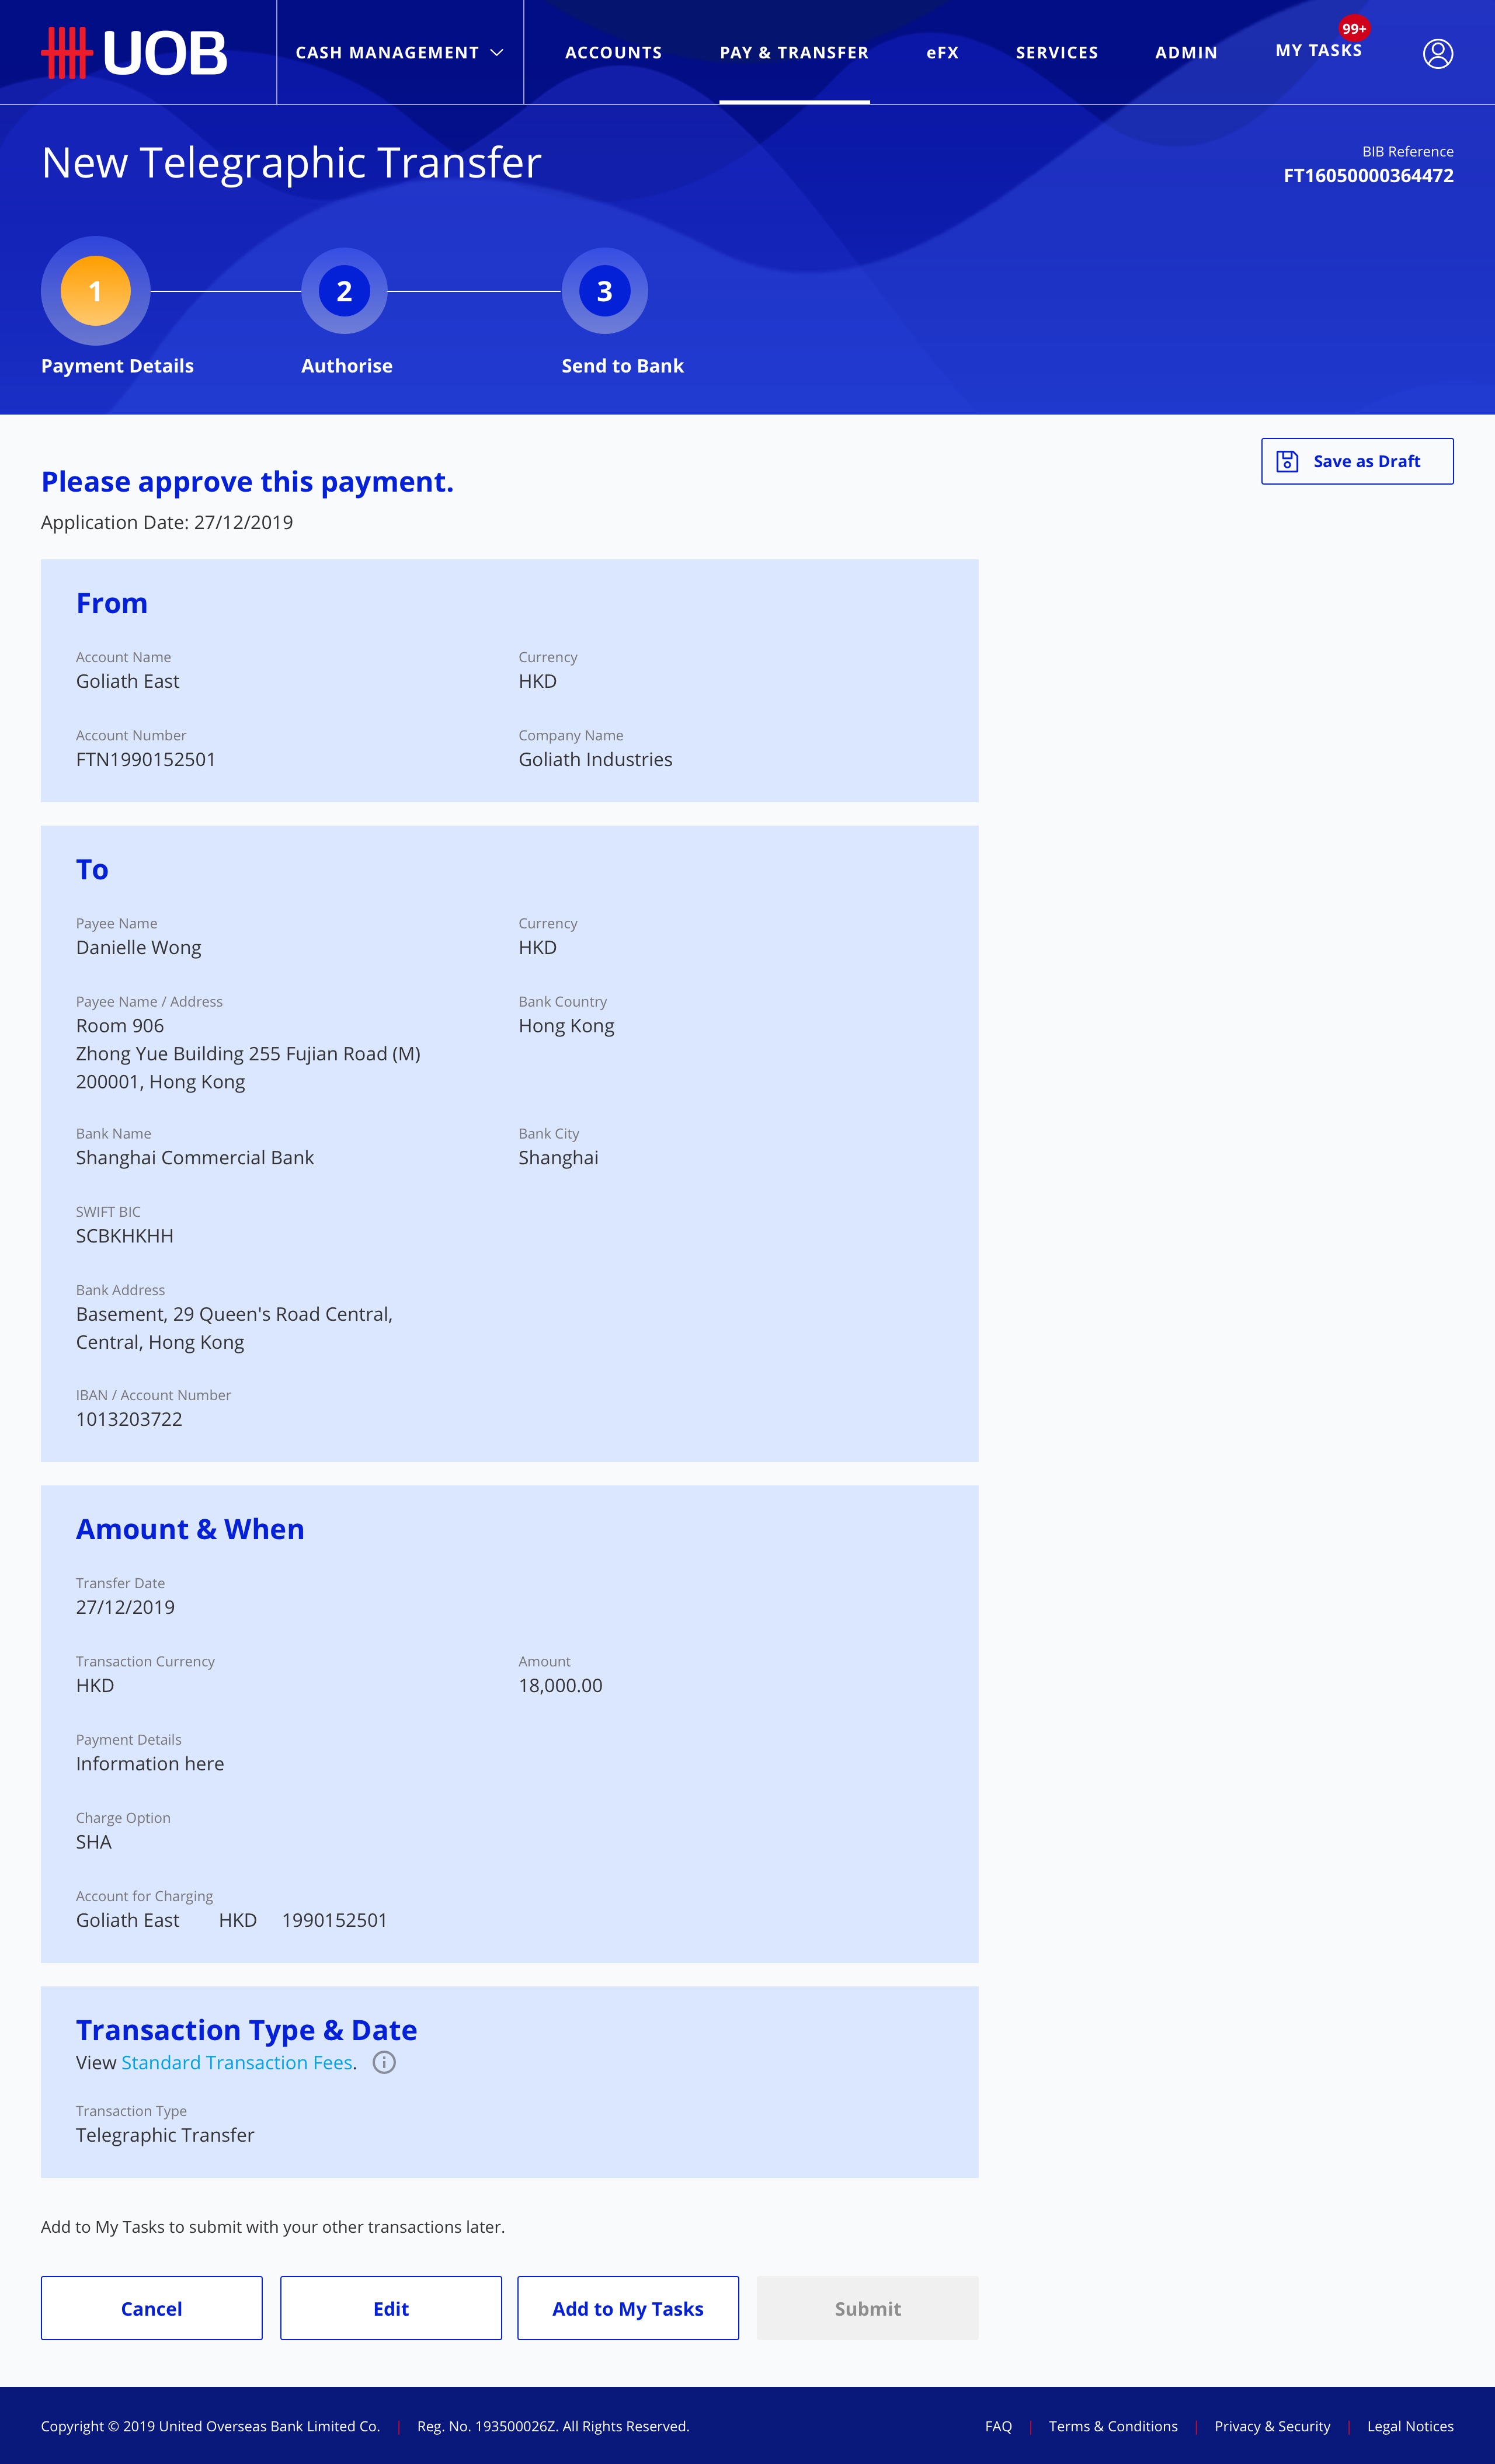 UOB
CASH MANAGEMENT
ACCOUNTS
PAY & TRANSFER
eFX
SERVICES
ADMIN
MY TASKS
99+
New Telegraphic Transfer
BIB Reference
FT16050000364472
1
2
3
Payment Details
Authorise
Send to Bank
Save as Draft
Please approve this payment.
Application Date: 27/12/2019
From
Account Name
Goliath East
Currency
HKD
Account Number
FTN1990152501
Company Name
Goliath Industries
To
Payee Name
Danielle Wong
Currency
HKD
Payee Name / Address
Room 906
Zhong Yue Building 255 Fujian Road (M)
200001, Hong Kong
Bank Country
Hong Kong
Bank Name
Shanghai Commercial Bank
Bank City
Shanghai
SWIFT BIC
SCBKHKHH
Bank Address
Basement, 29 Queen's Road Central,
Central, Hong Kong
IBAN / Account Number
1013203722
Amount & When
Transfer Date
27/12/2019
Transaction Currency
HKD
Amount
18,000.00
Payment Details
Information here
Charge Option
SHA
Account for Charging
Goliath East HKD 1990152501
Transaction Type & Date
View Standard Transaction Fees.
Transaction Type
Telegraphic Transfer
Add to My Tasks to submit with your other transactions later.
Cancel
Edit
Add to My Tasks
Submit
Copyright © 2019 United Overseas Bank Limited Co. | Reg. No. 193500026Z. All Rights Reserved.
FAQ | Terms & Conditions | Privacy & Security | Legal Notices